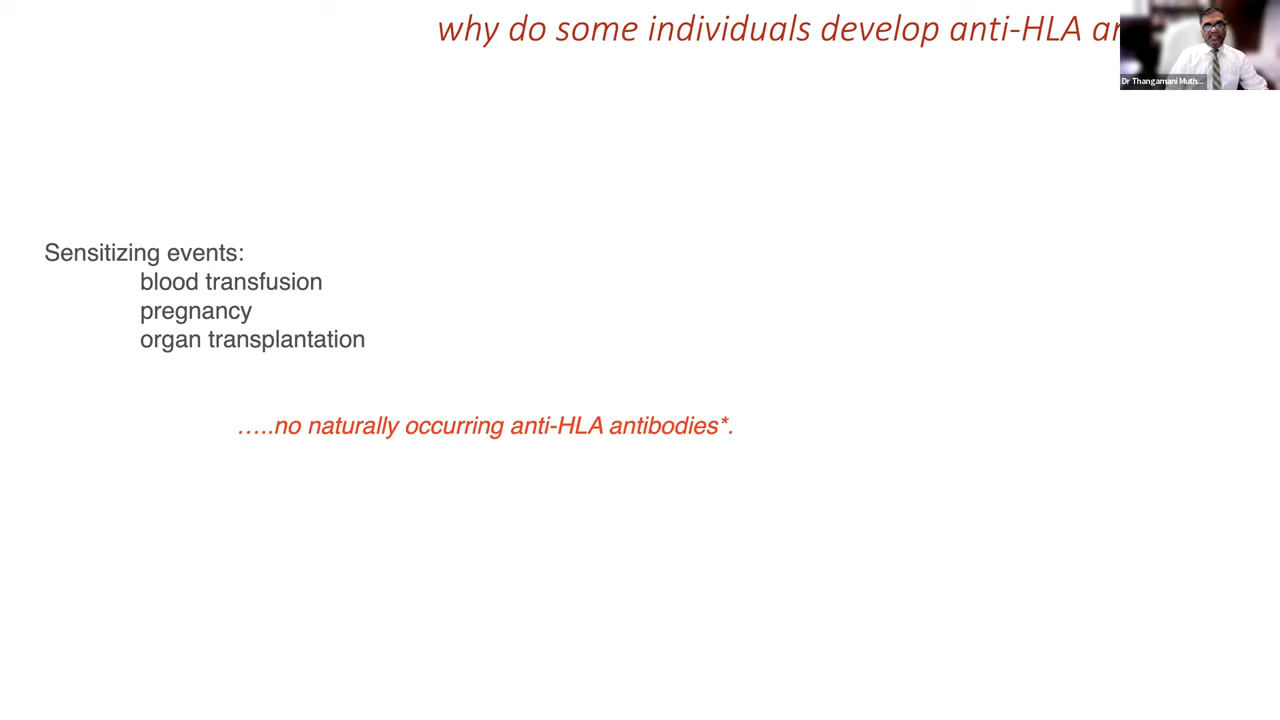 why do some individuals develop anti-HLA
Dr Thangamani Muth...
Sensitizing events:
blood transfusion
pregnancy
organ transplantation
…..no naturally occurring anti-HLA antibodies*.